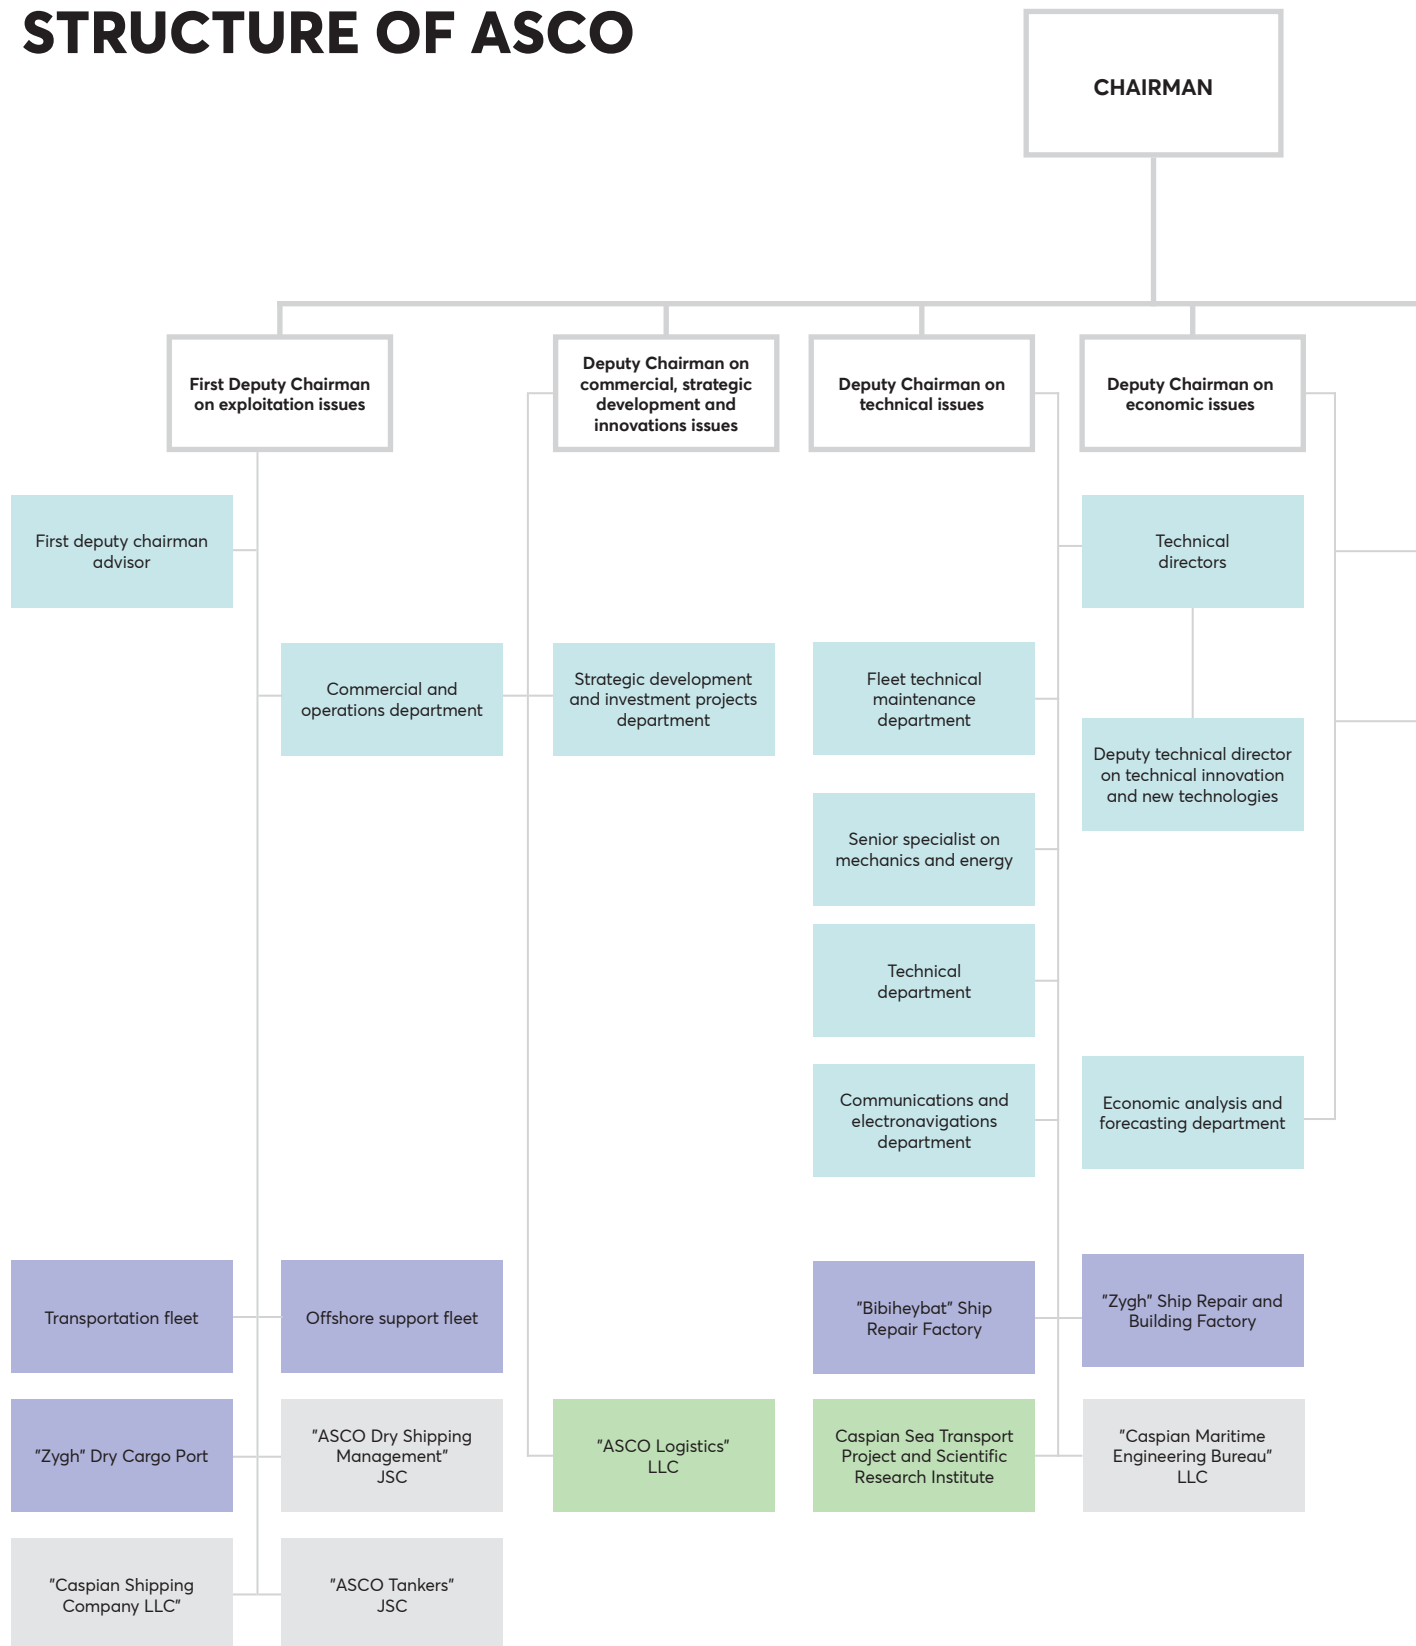 STRUCTURE OF ASCO
CHAIRMAN
First Deputy Chairman
on exploitation issues
Deputy Chairman on
commercial, strategic
development and
innovations issues
Deputy Chairman on
technical issues
Deputy Chairman on
economic issues
First deputy chairman
advisor
Technical
directors
Commercial and
operations department
Strategic development
and investment projects
department
Fleet technical
maintenance
department
Deputy technical director
on technical innovation
and new technologies
Senior specialist on
mechanics and energy
Technical
department
Communications and
electronavigations
department
Economic analysis and
forecasting department
Transportation fleet
Offshore support fleet
"Bibiheybat" Ship
Repair Factory
"Zygh" Ship Repair and
Building Factory
"Zygh" Dry Cargo Port
"ASCO Dry Shipping
Management"
JSC
"ASCO Logistics"
LLC
Caspian Sea Transport
Project and Scientific
Research Institute
"Caspian Maritime
Engineering Bureau"
LLC
"Caspian Shipping
Company LLC"
"ASCO Tankers"
JSC